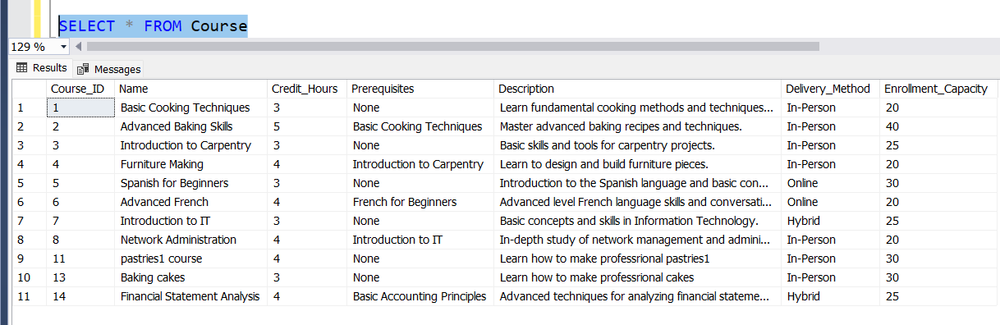 SELECT * FROM Course
129 %
Results Messages
Course_ID Name Credit_Hours Prerequisites Description Delivery_Method Enrollment_Capacity
1 1 Basic Cooking Techniques 3 None Learn fundamental cooking methods and techniques... In-Person 20
2 2 Advanced Baking Skills 5 Basic Cooking Techniques Master advanced baking recipes and techniques. In-Person 40
3 3 Introduction to Carpentry 3 None Basic skills and tools for carpentry projects. In-Person 25
4 4 Furniture Making 4 Introduction to Carpentry Learn to design and build furniture pieces. In-Person 20
5 5 Spanish for Beginners 3 None Introduction to the Spanish language and basic con... Online 30
6 6 Advanced French 4 French for Beginners Advanced level French language skills and conversati... Online 20
7 7 Introduction to IT 3 None Basic concepts and skills in Information Technology. Hybrid 25
8 8 Network Administration 4 Introduction to IT In-depth study of network management and admini... In-Person 20
9 11 pastries1 course 4 None Learn how to make professrional pastries1 In-Person 30
10 13 Baking cakes 3 None Learn how to make professrional cakes In-Person 30
11 14 Financial Statement Analysis 4 Basic Accounting Principles Advanced techniques for analyzing financial stateme... Hybrid 25